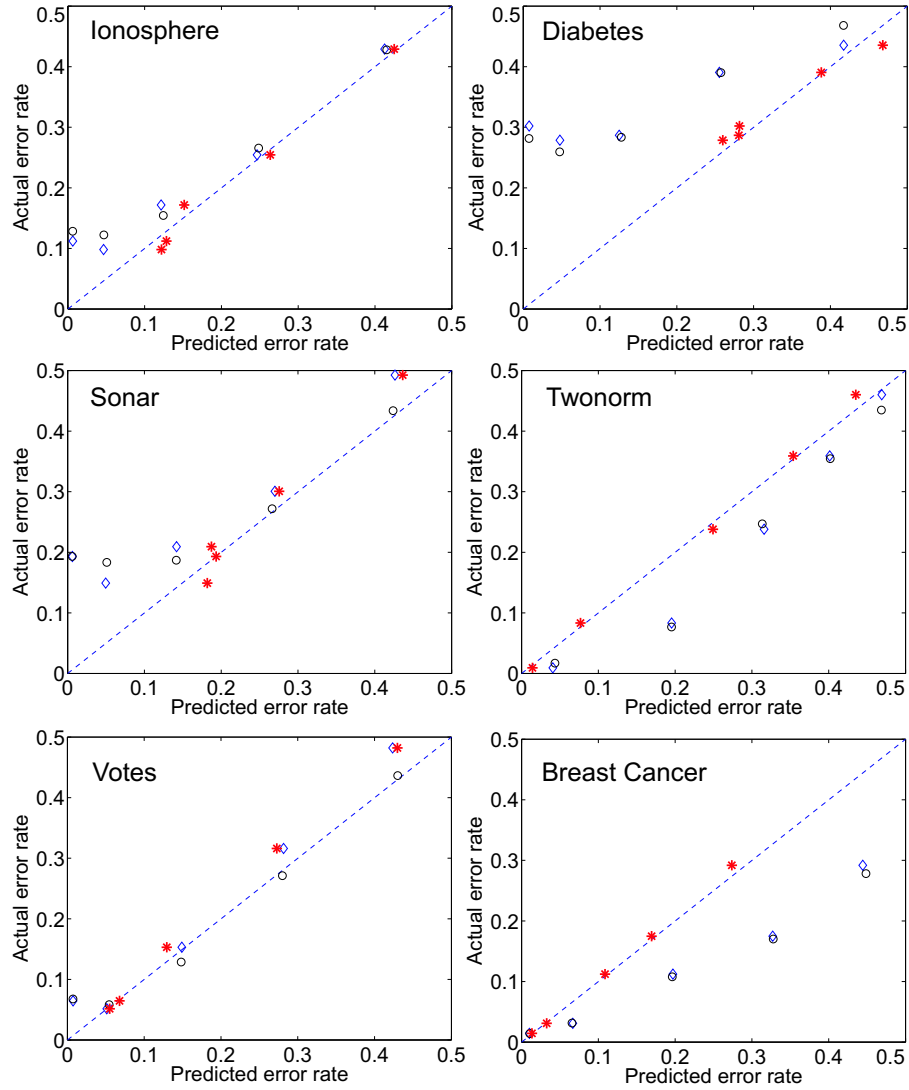 Ionosphere
Actual error rate
0.5
0.4
0.3
0.2
0.1
0
0 0.1 0.2 0.3 0.4 0.5
Predicted error rate
Diabetes
Actual error rate
0.5
0.4
0.3
0.2
0.1
0
0 0.1 0.2 0.3 0.4 0.5
Predicted error rate
Sonar
Actual error rate
0.5
0.4
0.3
0.2
0.1
0
0 0.1 0.2 0.3 0.4 0.5
Predicted error rate
Twonorm
Actual error rate
0.5
0.4
0.3
0.2
0.1
0
0 0.1 0.2 0.3 0.4 0.5
Predicted error rate
Votes
Actual error rate
0.5
0.4
0.3
0.2
0.1
0
0 0.1 0.2 0.3 0.4 0.5
Predicted error rate
Breast Cancer
Actual error rate
0.5
0.4
0.3
0.2
0.1
0
0 0.1 0.2 0.3 0.4 0.5
Predicted error rate